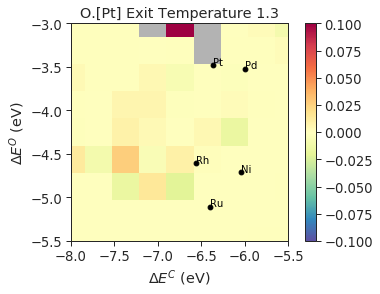 O.[Pt] Exit Temperature 1.3
−3.0
−3.5
−4.0
−4.5
−5.0
−5.5
ΔE^O (eV)
Pt
Pd
Rh
Ni
Ru
−8.0 −7.5 −7.0 −6.5 −6.0 −5.5
ΔE^C (eV)
0.100
0.075
0.050
0.025
0.000
−0.025
−0.050
−0.075
−0.100